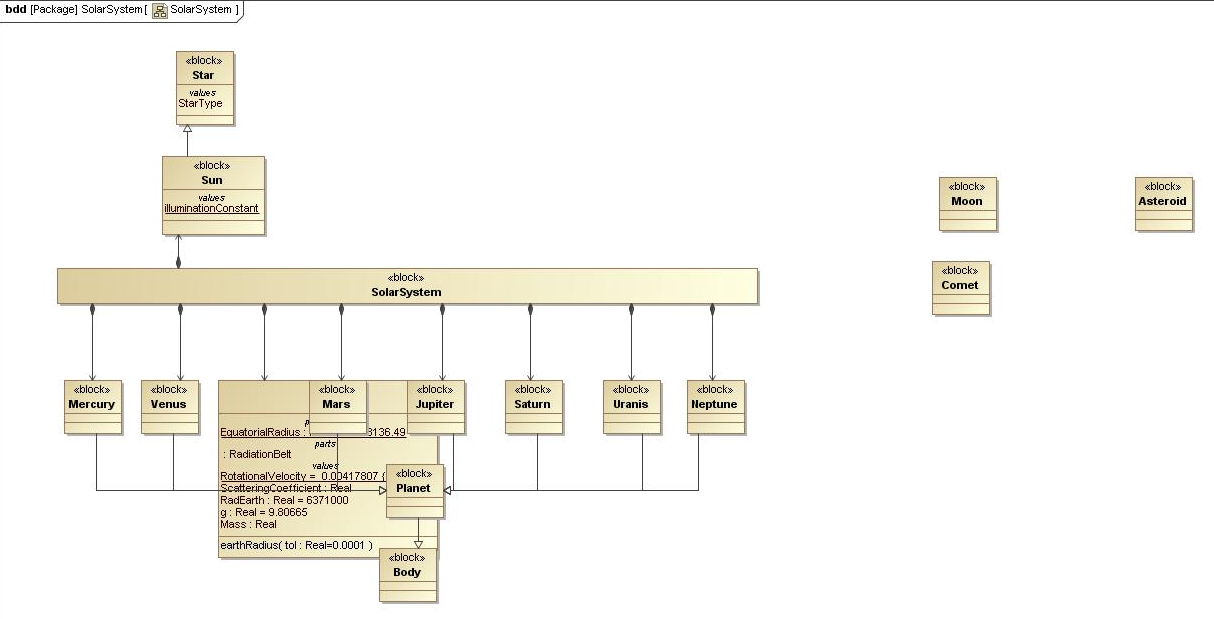 bdd [Package] SolarSystem[ SolarSystem ]
«block»
Star
values
StarType
«block»
Sun
values
illuminationConstant
«block»
Moon
«block»
Asteroid
«block»
Comet
«block»
SolarSystem
«block»
Mercury
«block»
Venus
«block»
Mars
«block»
Jupiter
«block»
Saturn
«block»
Uranis
«block»
Neptune
EquatorialRadius : 8136.49
parts
: RadiationBelt
values
RotationalVelocity = 0.00417807 {
ScatteringCoefficient : Real
RadEarth : Real = 6371000
g : Real = 9.80665
Mass : Real
earthRadius( tol : Real=0.0001 )
«block»
Planet
«block»
Body